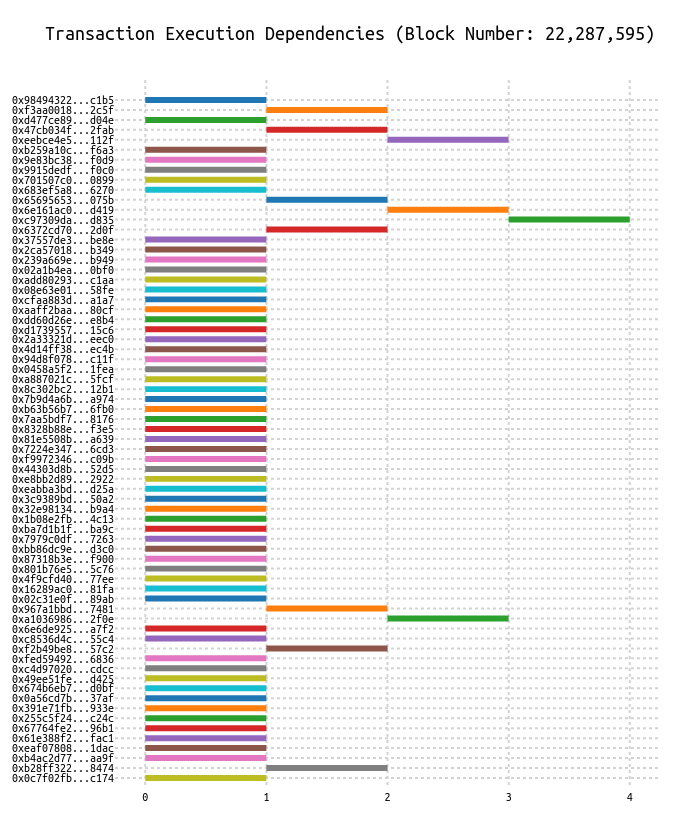 Transaction Execution Dependencies (Block Number: 22,287,595)
0x98494322...c1b5
0xf3aa0018...2c5f
0xd477ce89...d04e
0x47cb034f...2fab
0xeebce4e5...112f
0xb259a10c...f6a3
0x9e83bc38...f0d9
0x9915dedf...f0c0
0x701507c0...0899
0x683ef5a8...6270
0x65695653...075b
0x6e161ac0...d419
0xc97309da...d835
0x6372cd70...2d0f
0x37557de3...be8e
0x2ca57018...b349
0x239a669e...b949
0x02a1b4ea...0bf0
0xadd80293...c1aa
0x08e63e01...58fe
0xcfaa883d...a1a7
0xaaff2baa...80cf
0xdd60d26e...e8b4
0xd1739557...15c6
0x2a33321d...eec0
0x4d14ff38...ec4b
0x94d8f078...c11f
0x0458a5f2...1fea
0xa887021c...5fcf
0x8c302bc2...12b1
0x7b9d4a6b...a974
0xb63b56b7...6fb0
0x7aa5bdf7...8176
0x8328b88e...f3e5
0x81e5508b...a639
0x7224e347...6cd3
0xf9972346...c09b
0x44303d8b...52d5
0xe8bb2d89...2922
0xeabba3bd...d25a
0x3c9389bd...50a2
0x32e98134...b9a4
0x1b08e2fb...4c13
0xba7d1b1f...ba9c
0x7979c0df...7263
0xbb86dc9e...d3c0
0x87318b3e...f900
0x801b76e5...5c76
0x4f9cfd40...77ee
0x16289ac0...81fa
0x02c31e0f...89ab
0x967a1bbd...7481
0xa1036986...2f0e
0x6e6de925...a7f2
0xc8536d4c...55c4
0xf2b49be8...57c2
0xfed59492...6836
0xc4d97020...cdcc
0x49ee51fe...d425
0x674b6eb7...d0bf
0x0a56cd7b...37af
0x391e71fb...933e
0x255c5f24...c24c
0x67764fe2...96b1
0x61e388f2...fac1
0xeaf07808...1dac
0xb4ac2d77...aa9f
0xb28ff322...8474
0x0c7f02fb...c174
0 1 2 3 4